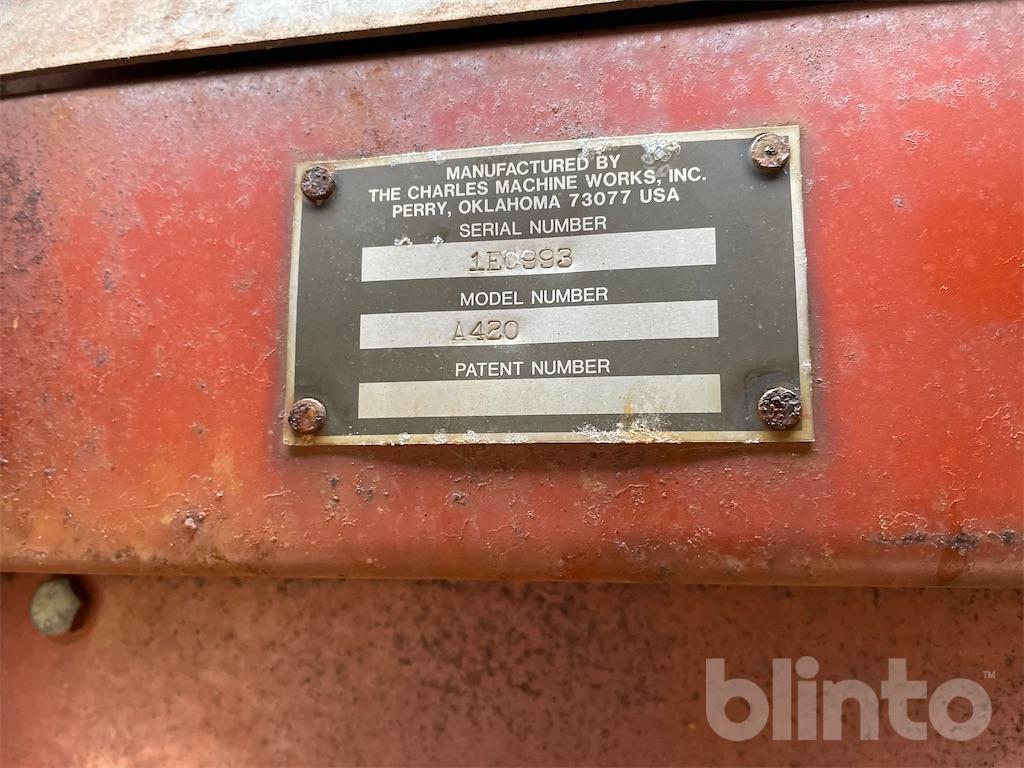 MANUFACTURED BY
THE CHARLES MACHINE WORKS, INC.
PERRY, OKLAHOMA 73077 USA
SERIAL NUMBER
1E0993
MODEL NUMBER
A420
PATENT NUMBER
blinto™